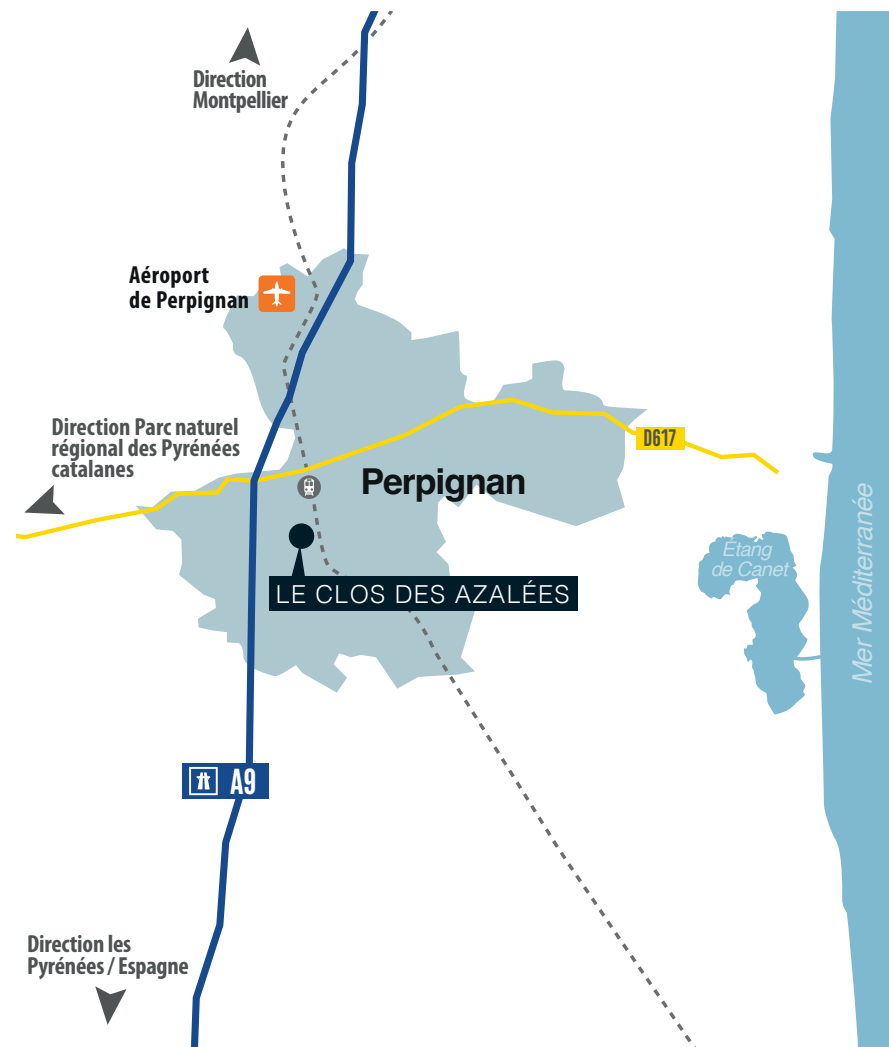 Direction
Montpellier
Aéroport
de Perpignan
Direction Parc naturel
régional des Pyrénées
catalanes
D617
Perpignan
Étang
de Canet
Mer Méditerranée
LE CLOS DES AZALÉES
A9
Direction les
Pyrénées / Espagne